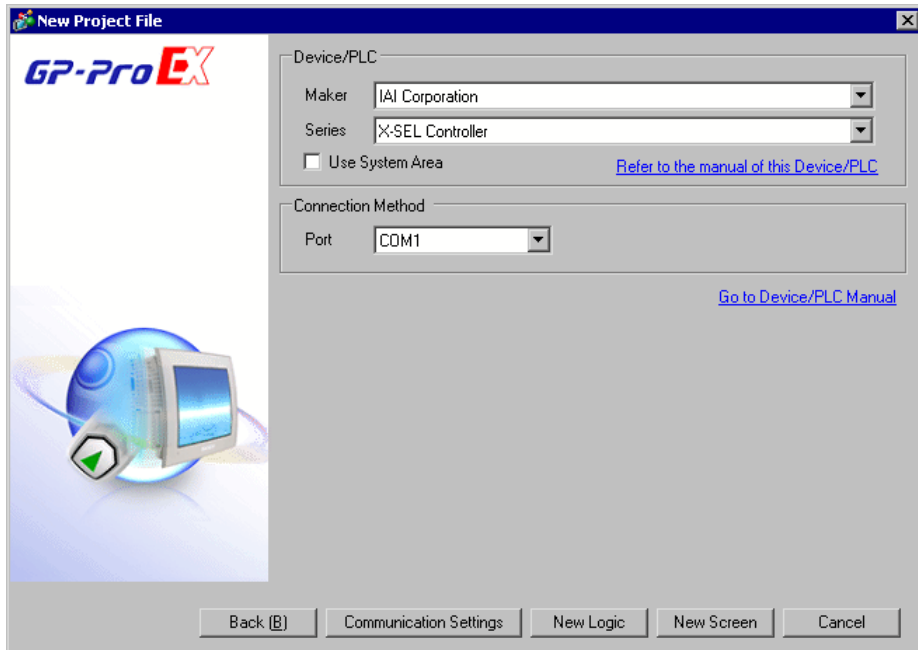 New Project File
GP-Pro EX
Device/PLC
Maker IAI Corporation
Series X-SEL Controller
Use System Area Refer to the manual of this Device/PLC
Connection Method
Port COM1
Go to Device/PLC Manual
Back (B) Communication Settings New Logic New Screen Cancel